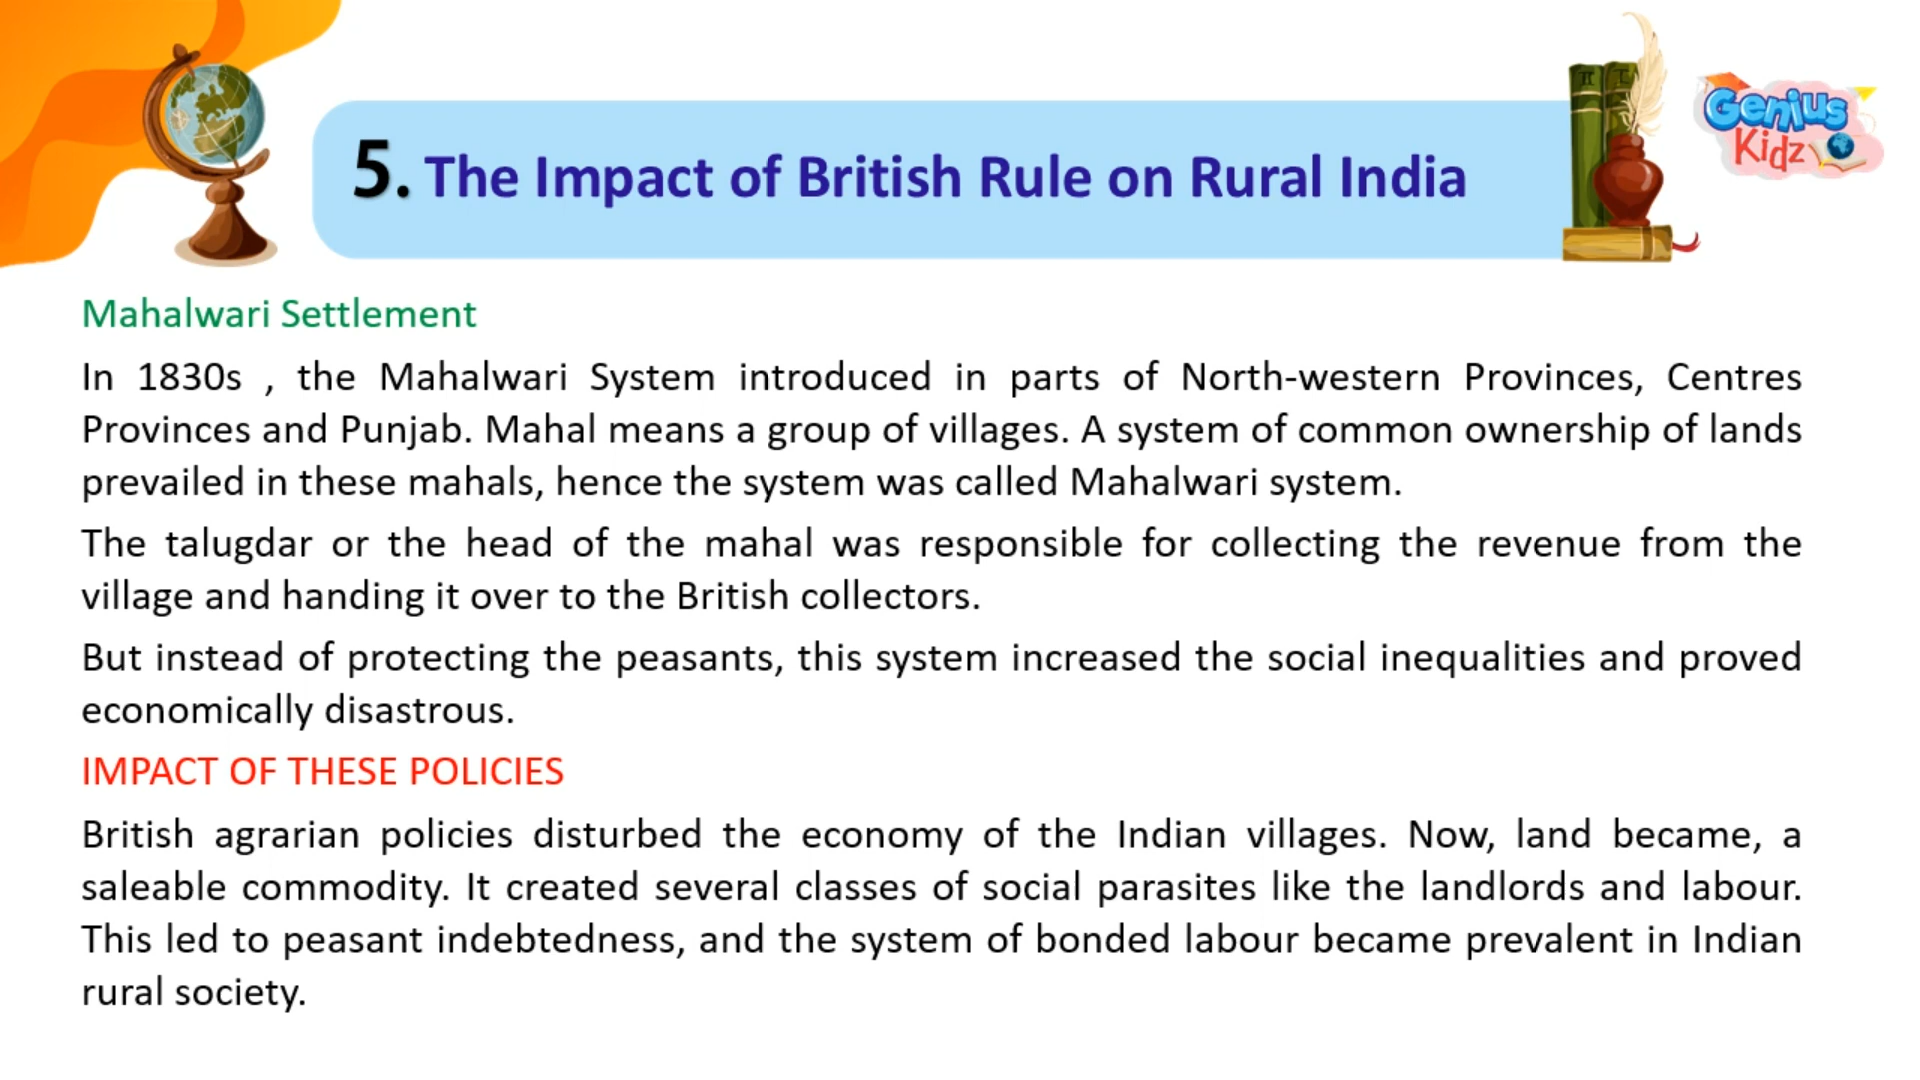 5. The Impact of British Rule on Rural India
Genius
Kidz
Mahalwari Settlement
In 1830s , the Mahalwari System introduced in parts of North-western Provinces, Centres
Provinces and Punjab. Mahal means a group of villages. A system of common ownership of lands
prevailed in these mahals, hence the system was called Mahalwari system.
The talugdar or the head of the mahal was responsible for collecting the revenue from the
village and handing it over to the British collectors.
But instead of protecting the peasants, this system increased the social inequalities and proved
economically disastrous.
IMPACT OF THESE POLICIES
British agrarian policies disturbed the economy of the Indian villages. Now, land became, a
saleable commodity. It created several classes of social parasites like the landlords and labour.
This led to peasant indebtedness, and the system of bonded labour became prevalent in Indian
rural society.